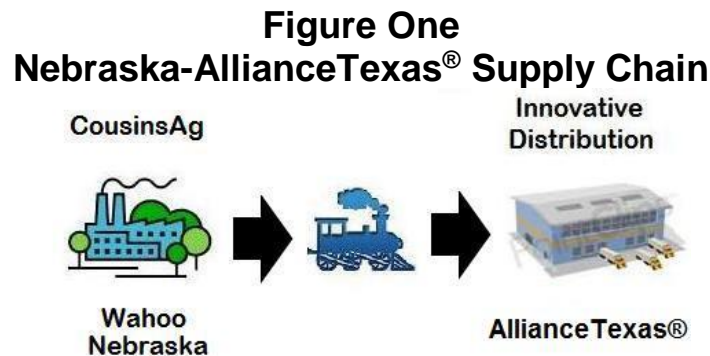 Figure One
Nebraska-AllianceTexas® Supply Chain
CousinsAg
Innovative
Distribution
Wahoo
Nebraska
AllianceTexas®